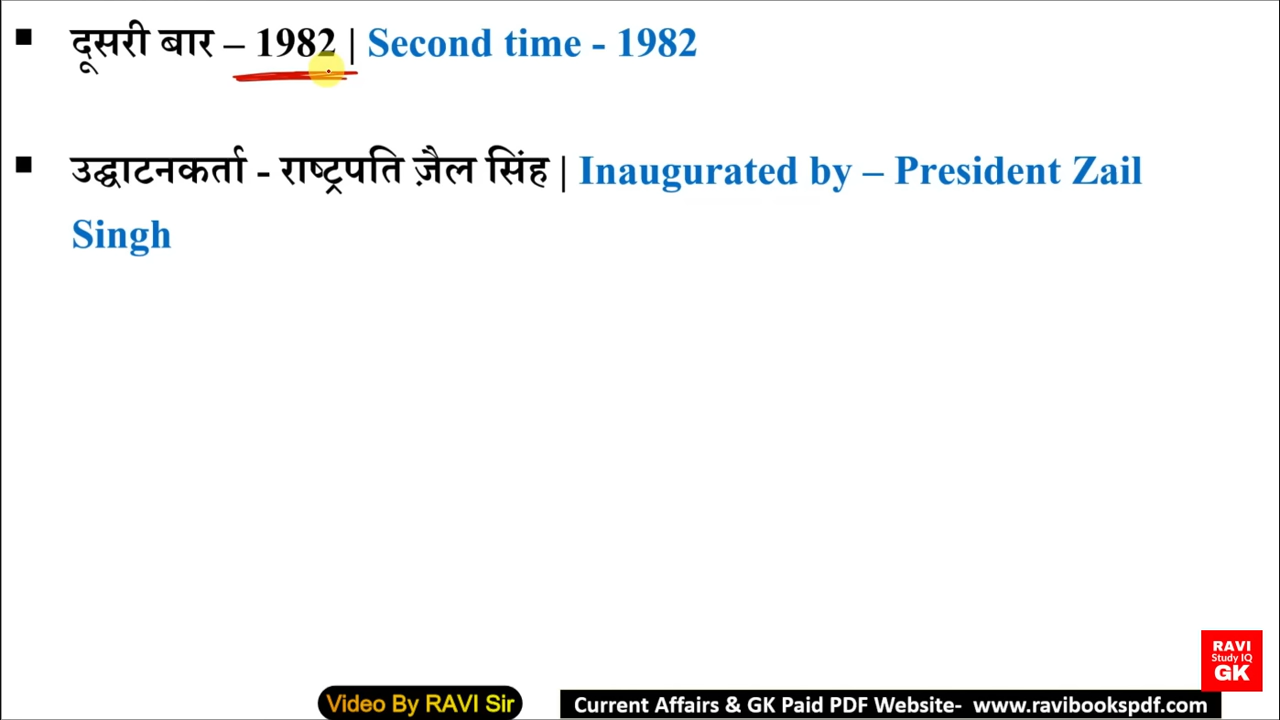 ▪ दूसरी बार – 1982 | Second time - 1982
▪ उद्घाटनकर्ता - राष्ट्रपति ज़ैल सिंह | Inaugurated by – President Zail
Singh
RAVI
Study IQ
GK
Video By RAVI Sir
Current Affairs & GK Paid PDF Website- www.ravibookspdf.com